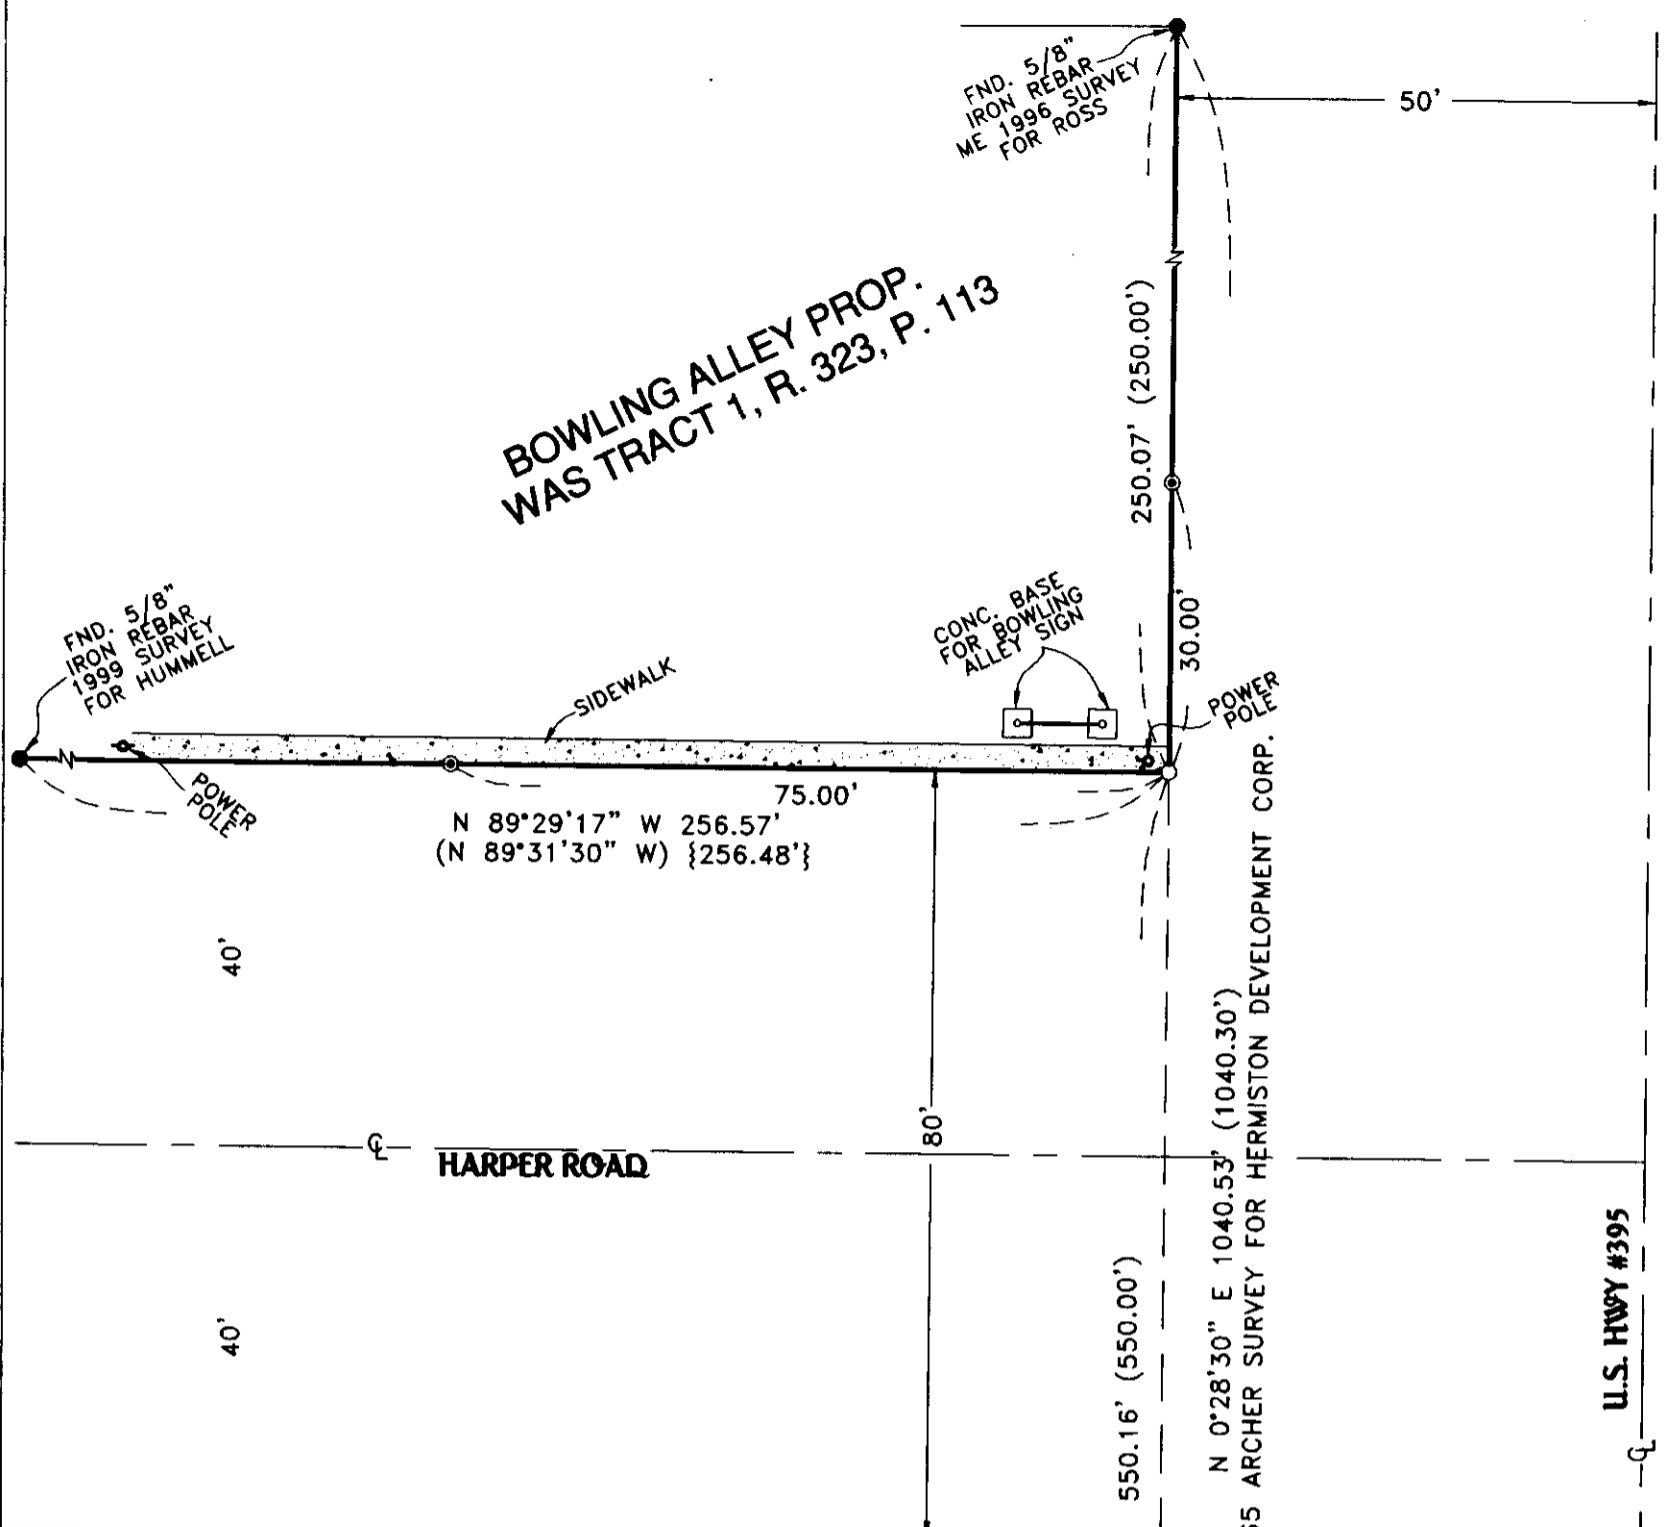 FND. 5/8"
IRON REBAR
ME 1996 SURVEY
FOR ROSS
50'
BOWLING ALLEY PROP.
WAS TRACT 1, R. 323, P. 113
250.07' (250.00')
FND. 5/8"
IRON REBAR
1999 SURVEY
FOR HUMMELL
SIDEWALK
CONC. BASE
FOR BOWLING
ALLEY SIGN
30.00'
POWER
POLE
POWER
POLE
75.00'
N 89°29'17" W 256.57'
(N 89°31'30" W) {256.48'}
40'
80'
HARPER ROAD
40'
550.16' (550.00')
N 0°28'30" E 1040.53' (1040.30')
ARCHER SURVEY FOR HERMISTON DEVELOPMENT CORP.
U.S. HWY #395